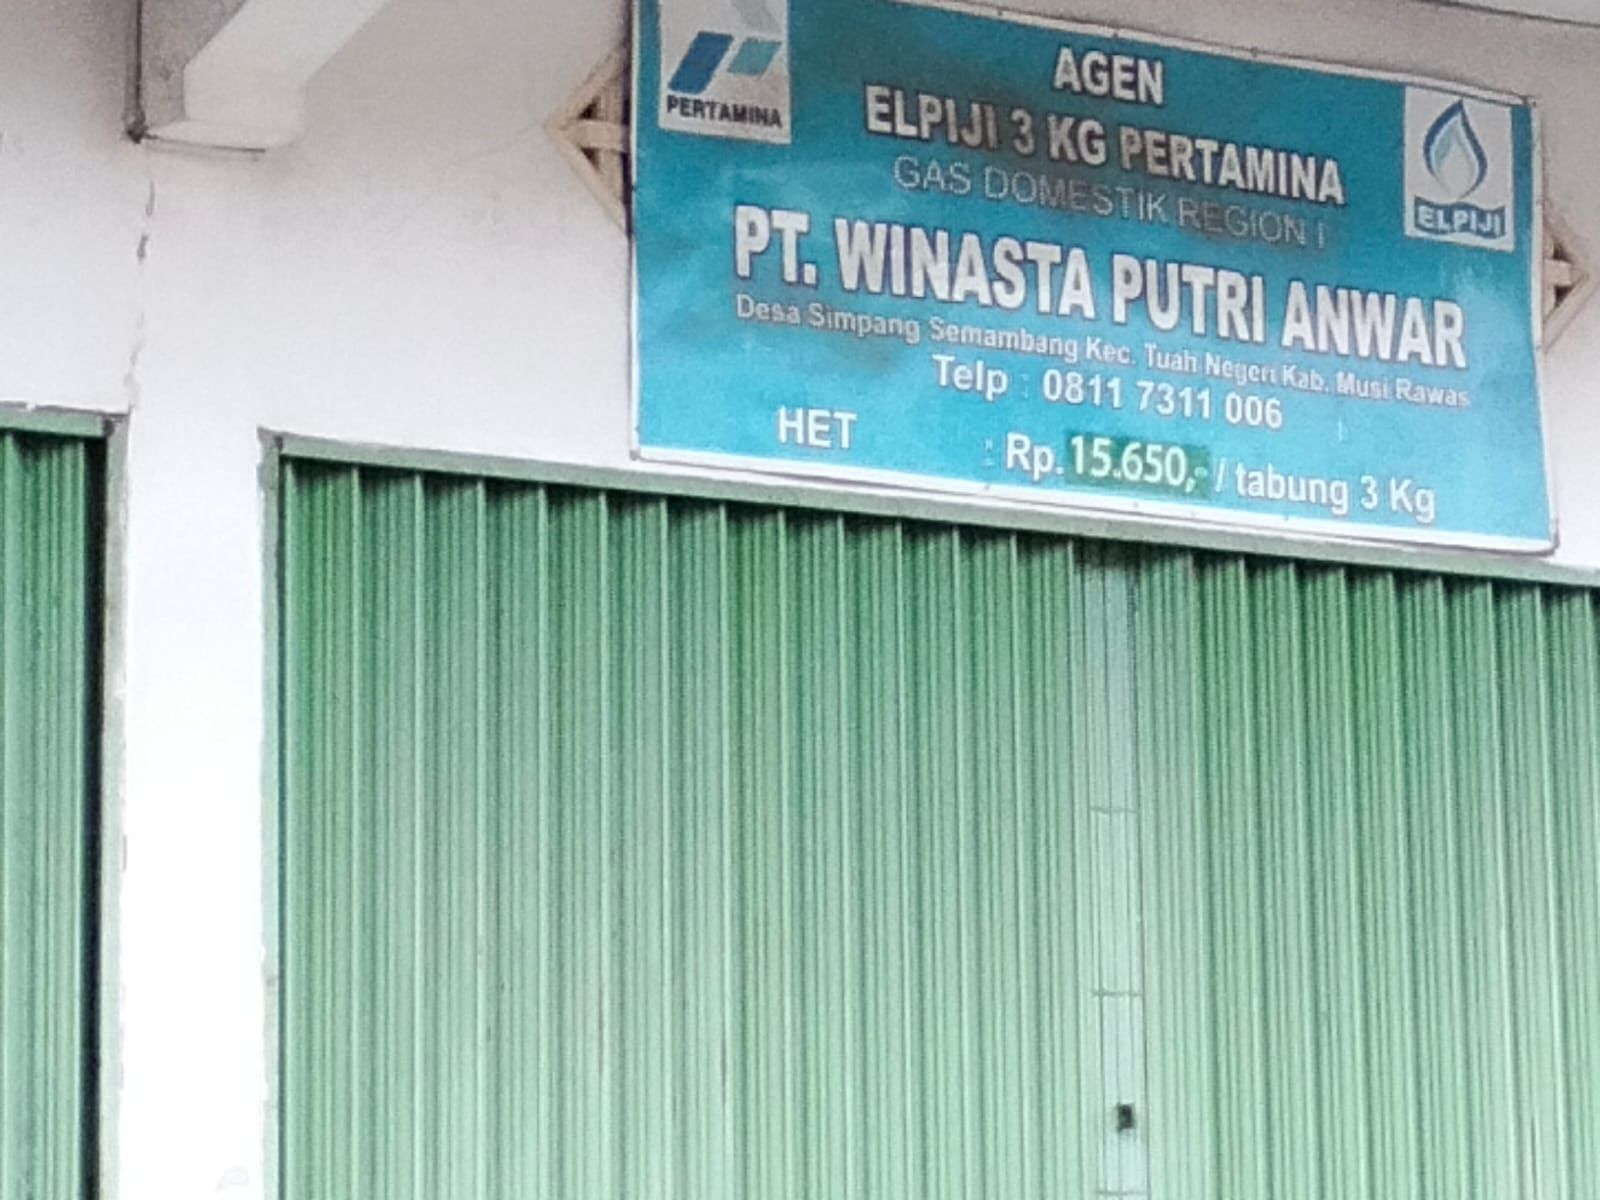 PERTAMINA
AGEN
ELPIJI 3 KG PERTAMINA
GAS DOMESTIK REGION I
ELPIJI
PT. WINASTA PUTRI ANWAR
Desa Simpang Semambang Kec. Tuah Negeri Kab. Musi Rawas
Telp : 0811 7311 006
HET : Rp. 15.650,- / tabung 3 Kg